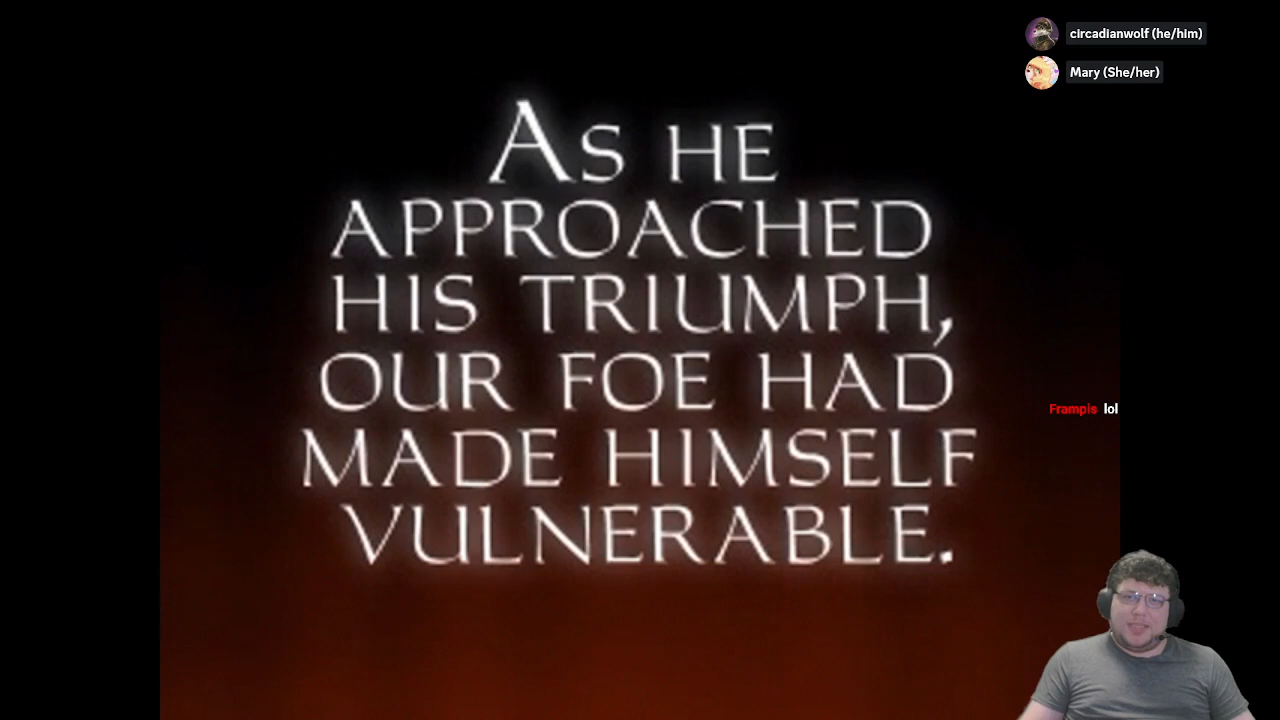 circadianwolf (he/him)
Mary (She/her)
As he
approached
his triumph,
our foe had
made himself
vulnerable.
Frampis lol